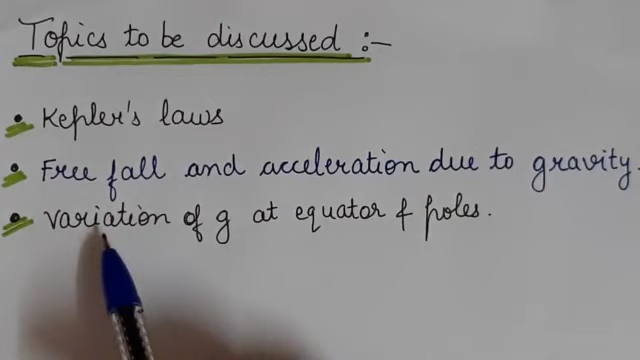 Topics to be discussed :-
• Kepler's laws
• Free fall and acceleration due to gravity.
• Variation of g at equator & poles.